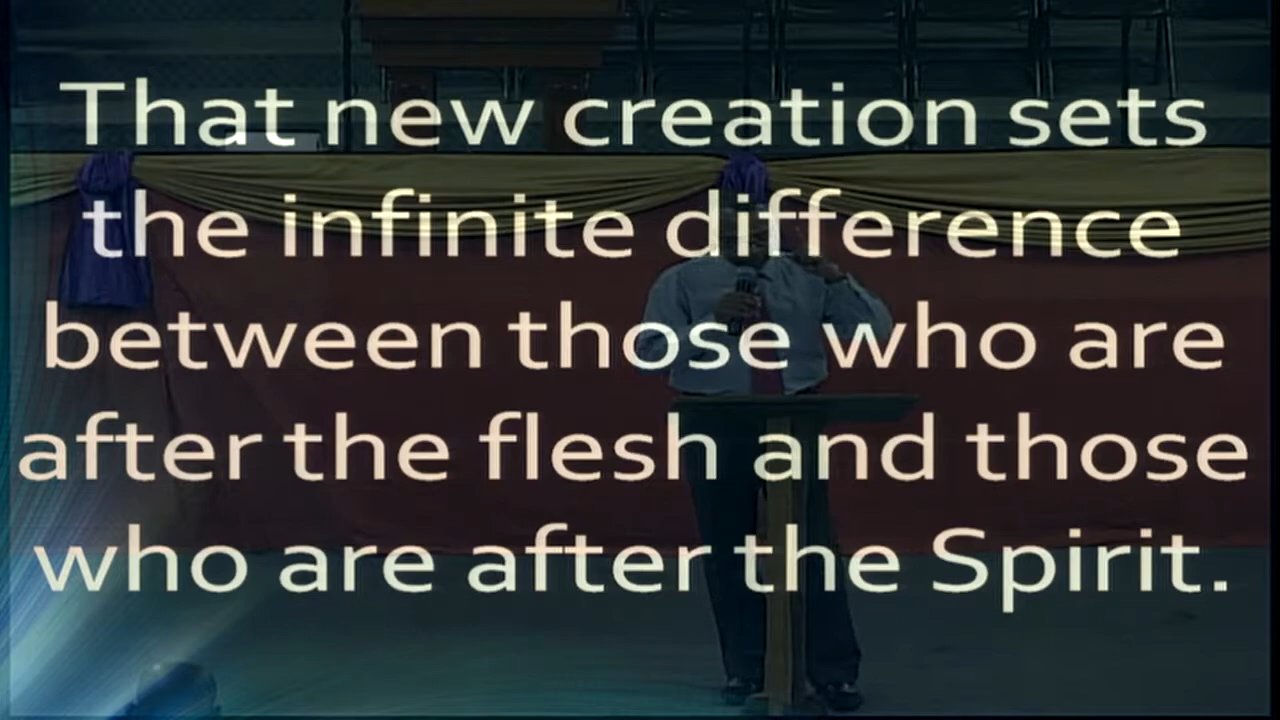 That new creation sets
the infinite difference
between those who are
after the flesh and those
who are after the Spirit.